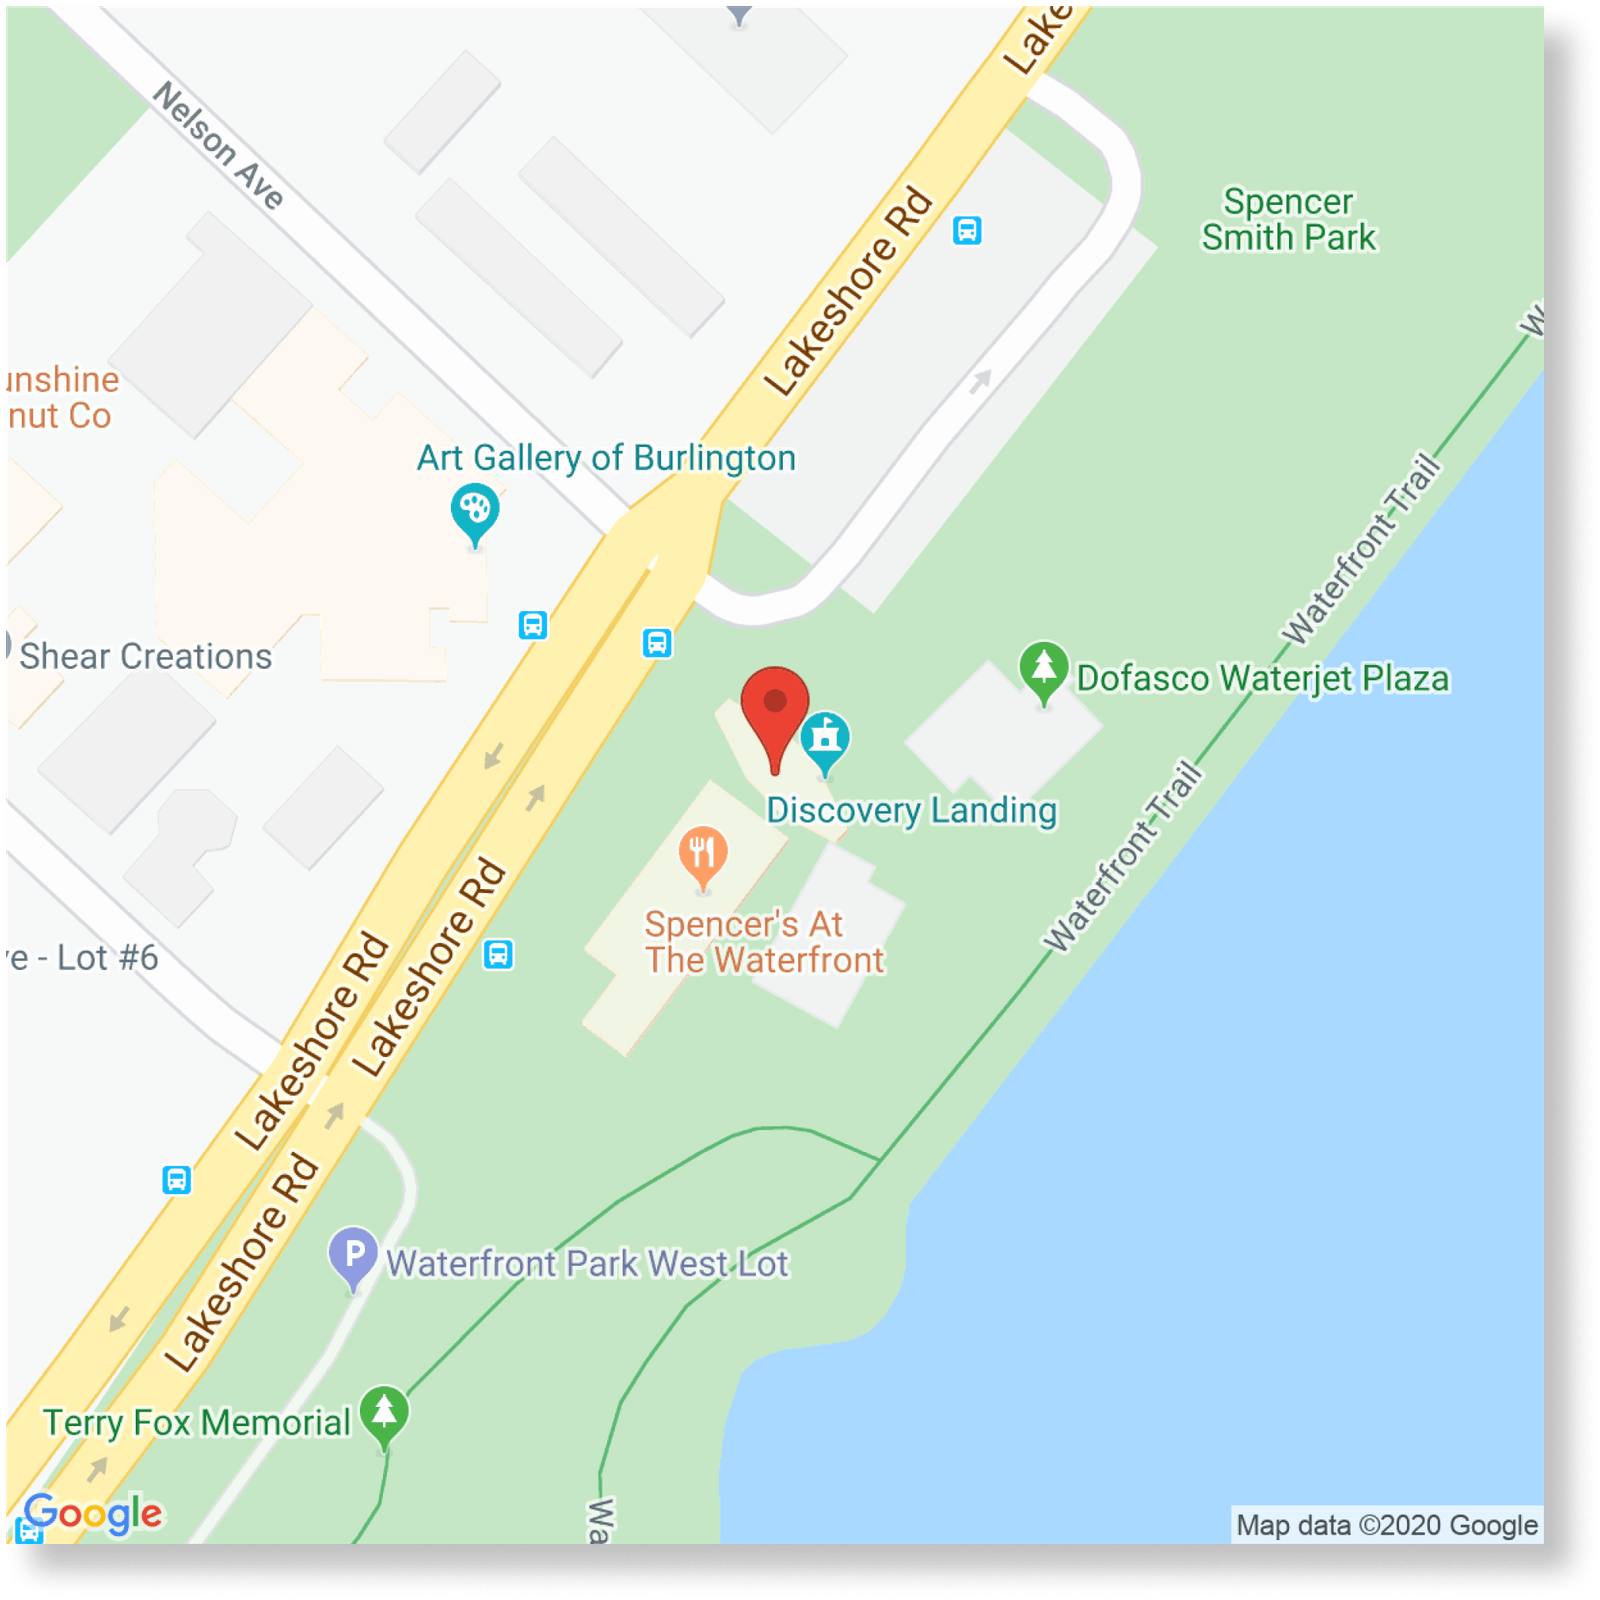 Lake
Nelson Ave
Spencer
Smith Park
Lakeshore Rd
W
unshine
nut Co
Art Gallery of Burlington
Waterfront Trail
Shear Creations
Dofasco Waterjet Plaza
Discovery Landing
Waterfront Trail
Spencer's At
The Waterfront
re - Lot #6
Lakeshore Rd
Lakeshore Rd
P
Waterfront Park West Lot
Lakeshore Rd
Terry Fox Memorial
Google
Wa
Map data ©2020 Google